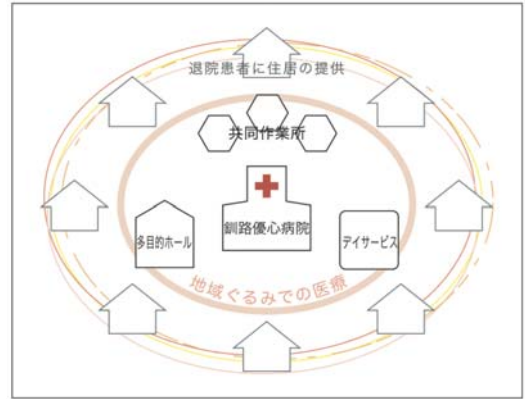 退院患者に住居の提供
共同作業所
釧路優心病院
多目的ホール
デイサービス
地域ぐるみでの医療